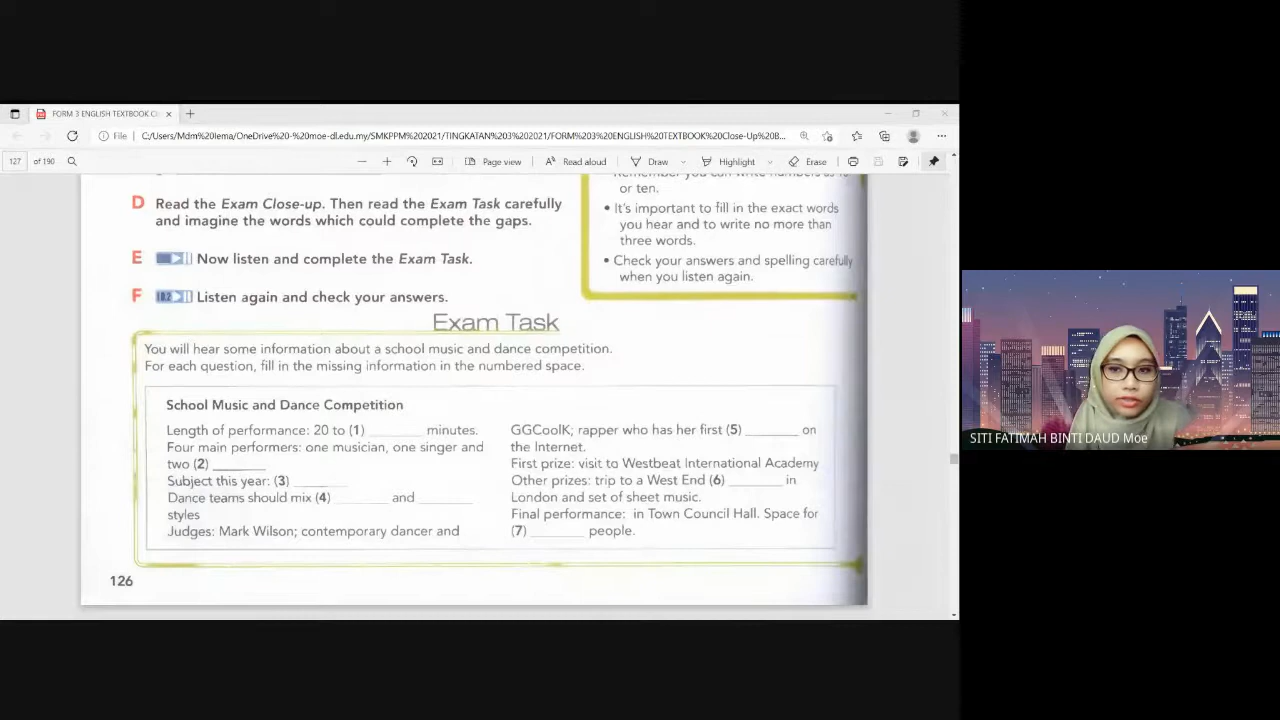 FORM 3 ENGLISH TEXTBOOK Cl
File
C:/Users/Mdm%20lema/OneDrive%20-%20moe-dl.edu.my/SMKPPM%202021/TINGKATAN%203%202021/FORM%203%20ENGLISH%20TEXTBOOK%20Close-Up%20B...
127 of 190
Page view
Read aloud
Draw
Highlight
Erase
Remember you can write numbers as 10
or ten.
• It's important to fill in the exact words
you hear and to write no more than
three words.
• Check your answers and spelling carefully
when you listen again.
D Read the Exam Close-up. Then read the Exam Task carefully
and imagine the words which could complete the gaps.
E Now listen and complete the Exam Task.
F 10.2 Listen again and check your answers.
Exam Task
You will hear some information about a school music and dance competition.
For each question, fill in the missing information in the numbered space.
School Music and Dance Competition
Length of performance: 20 to (1) ________ minutes.
Four main performers: one musician, one singer and
two (2) ________
Subject this year: (3) ________
Dance teams should mix (4) ________ and ________
styles
Judges: Mark Wilson; contemporary dancer and
GGCoolK; rapper who has her first (5) ________ on
the Internet.
First prize: visit to Westbeat International Academy
Other prizes: trip to a West End (6) ________ in
London and set of sheet music.
Final performance: in Town Council Hall. Space for
(7) ________ people.
126
SITI FATIMAH BINTI DAUD Moe